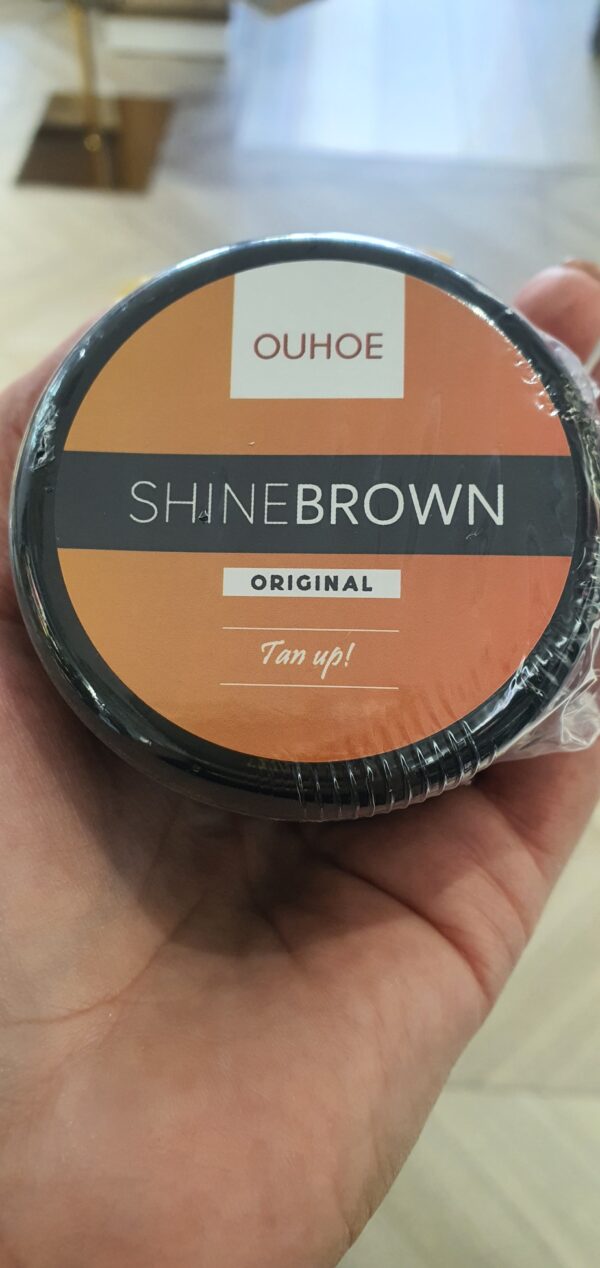 OUHOE
SHINEBROWN
ORIGINAL
Tan up!